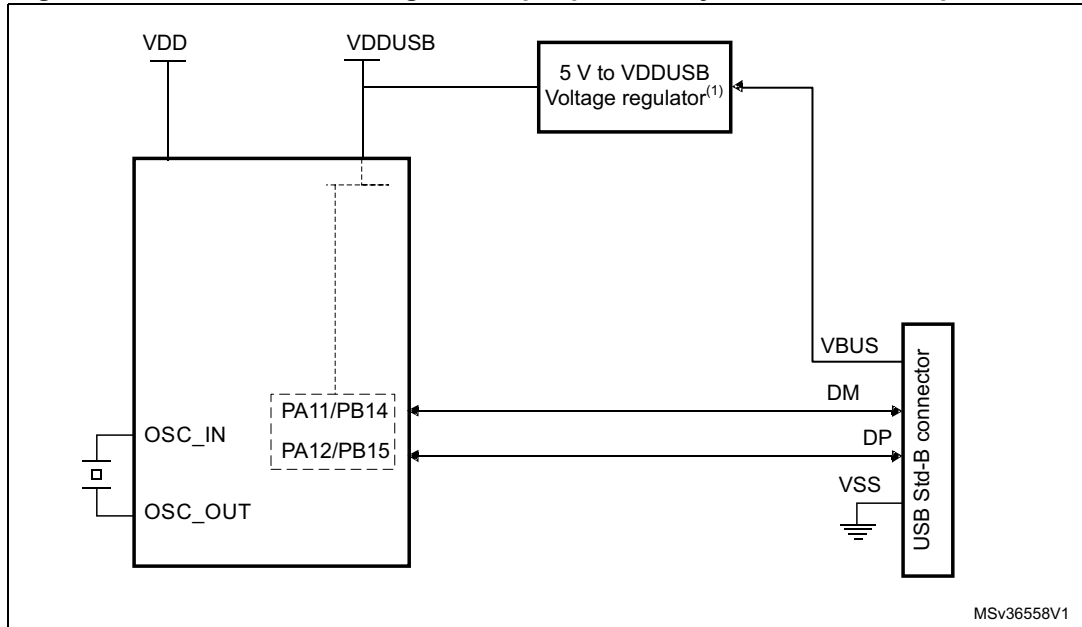 VDD
VDDUSB
5 V to VDDUSB
Voltage regulator(1)
VBUS
DM
PA11/PB14
DP
OSC_IN
PA12/PB15
VSS
OSC_OUT
USB Std-B connector
MSv36558V1